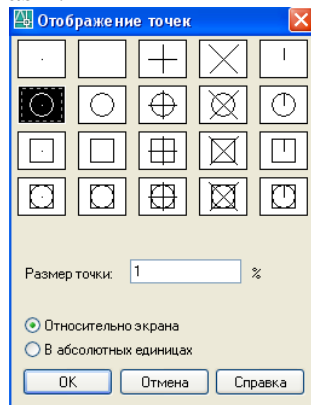 Отображение точек
Размер точки: 1 %
Относительно экрана
В абсолютных единицах
OK Отмена Справка